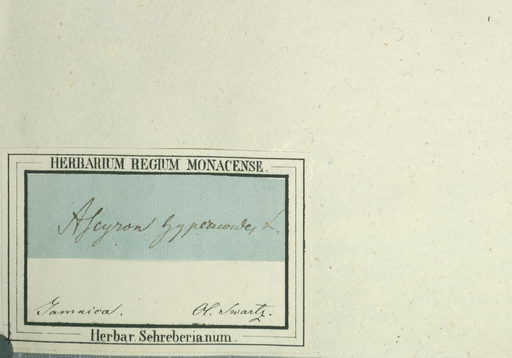 HERBARIUM REGIUM MONACENSE.
Ascyron hypericoides L.
Jamaica. Ol. Swartz.
Herbar. Schreberianum.